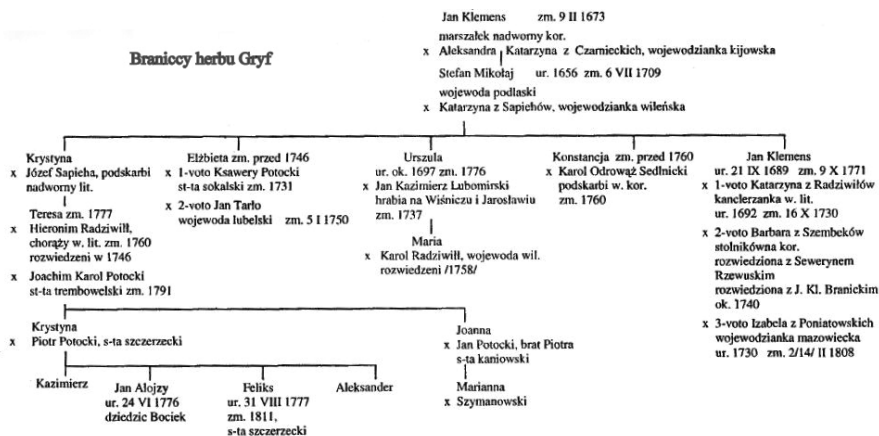 Braniccy herbu Gryf
Jan Klemens zm. 9 II 1673
marszałek nadworny kor.
x Aleksandra Katarzyna z Czarnieckich, wojewodzianka kijowska
Stefan Mikołaj ur. 1656 zm. 6 VII 1709
wojewoda podlaski
x Katarzyna z Sapiehów, wojewodzianka wileńska
Krystyna
x Józef Sapieha, podskarbi
nadworny lit.
Teresa zm. 1777
x Hieronim Radziwiłł,
chorąży w. lit. zm. 1760
rozwiedzeni w 1746
x Joachim Karol Potocki
st-ta trembowelski zm. 1791
Elżbieta zm. przed 1746
x 1-voto Ksawery Potocki
st-ta sokalski zm. 1731
x 2-voto Jan Tarło
wojewoda lubelski zm. 5 I 1750
Urszula
ur. ok. 1697 zm. 1776
x Jan Kazimierz Lubomirski
hrabia na Wiśniczu i Jarosławiu
zm. 1737
Maria
x Karol Radziwiłł, wojewoda wil.
rozwiedzeni /1758/
Konstancja zm. przed 1760
x Karol Odrowąż Sedlnicki
podskarbi w. kor.
zm. 1760
Jan Klemens
ur. 21 IX 1689 zm. 9 X 1771
x 1-voto Katarzyna z Radziwiłów
kanclerzanka w. lit.
ur. 1692 zm. 16 X 1730
x 2-voto Barbara z Szembeków
stolnikówna kor.
rozwiedziona z Sewerynem
Rzewuskim
rozwiedziona z J. Kl. Branickim
ok. 1740
x 3-voto Izabela z Poniatowskich
wojewodzianka mazowiecka
ur. 1730 zm. 2/14/ II 1808
Krystyna
x Piotr Potocki, s-ta szczerzecki
Joanna
x Jan Potocki, brat Piotra
s-ta kaniowski
Marianna
x Szymanowski
Kazimierz
Jan Alojzy
ur. 24 VI 1776
dziedzic Bociek
Feliks
ur. 31 VIII 1777
zm. 1811,
s-ta szczerzecki
Aleksander